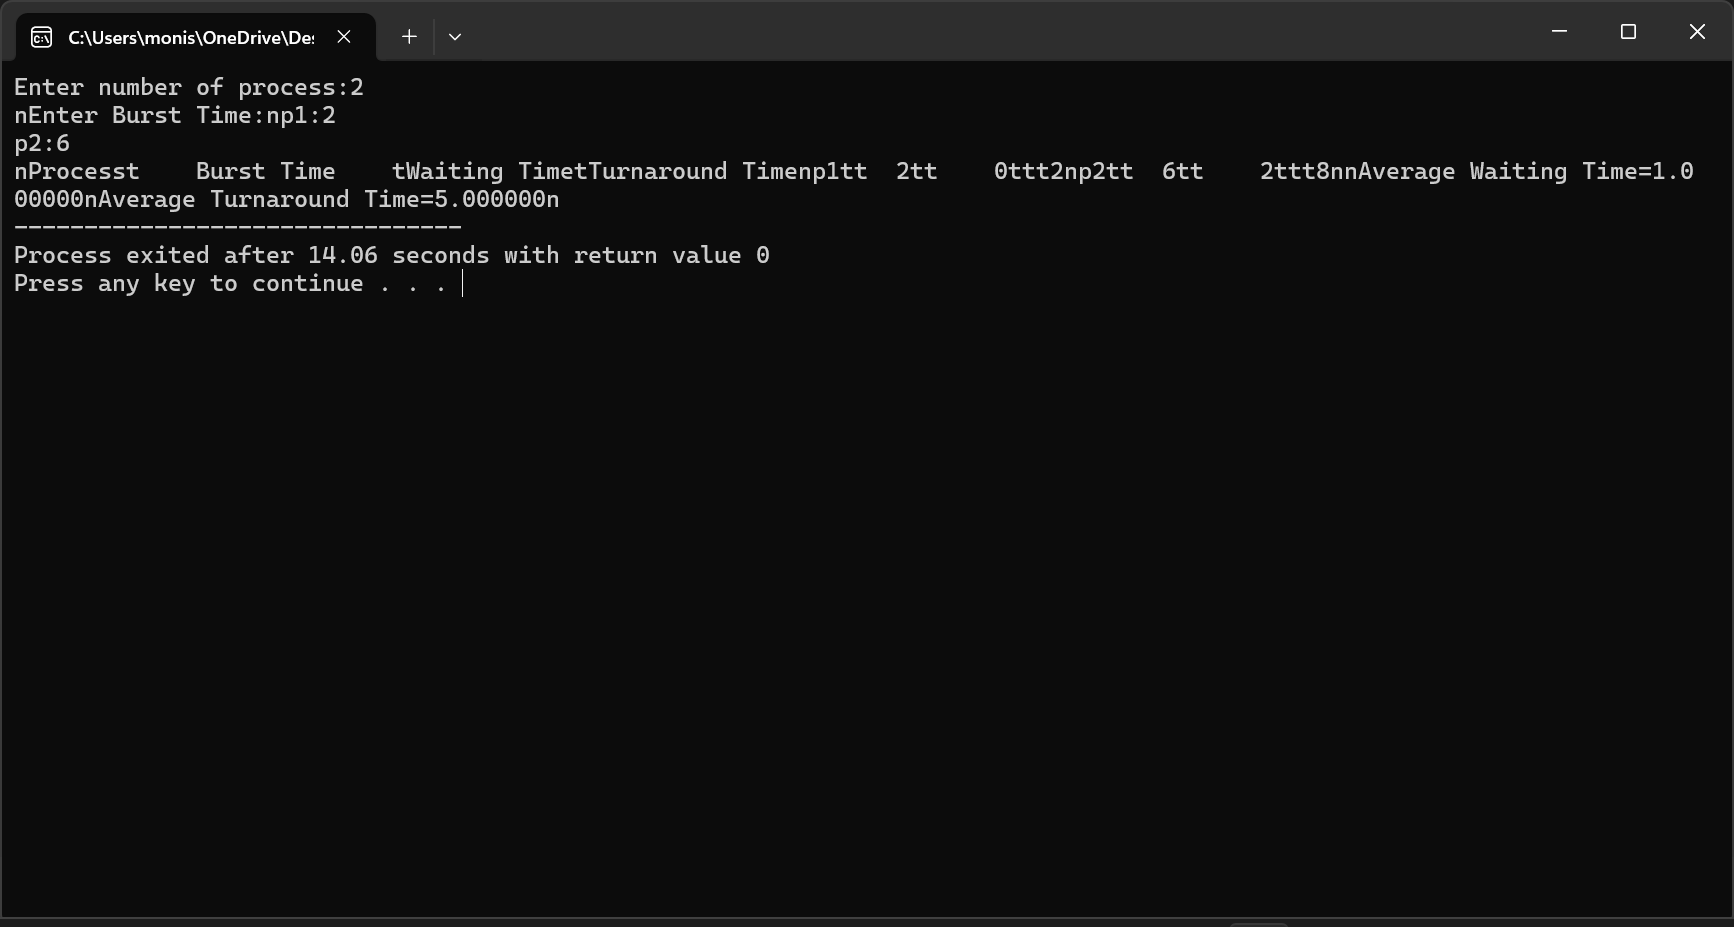 C:\Users\monis\OneDrive\De
Enter number of process:2
nEnter Burst Time:np1:2
p2:6
nProcesst    Burst Time    tWaiting TimetTurnaround Timenp1tt  2tt    0ttt2np2tt  6tt    2ttt8nnAverage Waiting Time=1.0
00000nAverage Turnaround Time=5.000000n
--------------------------------
Process exited after 14.06 seconds with return value 0
Press any key to continue . . .